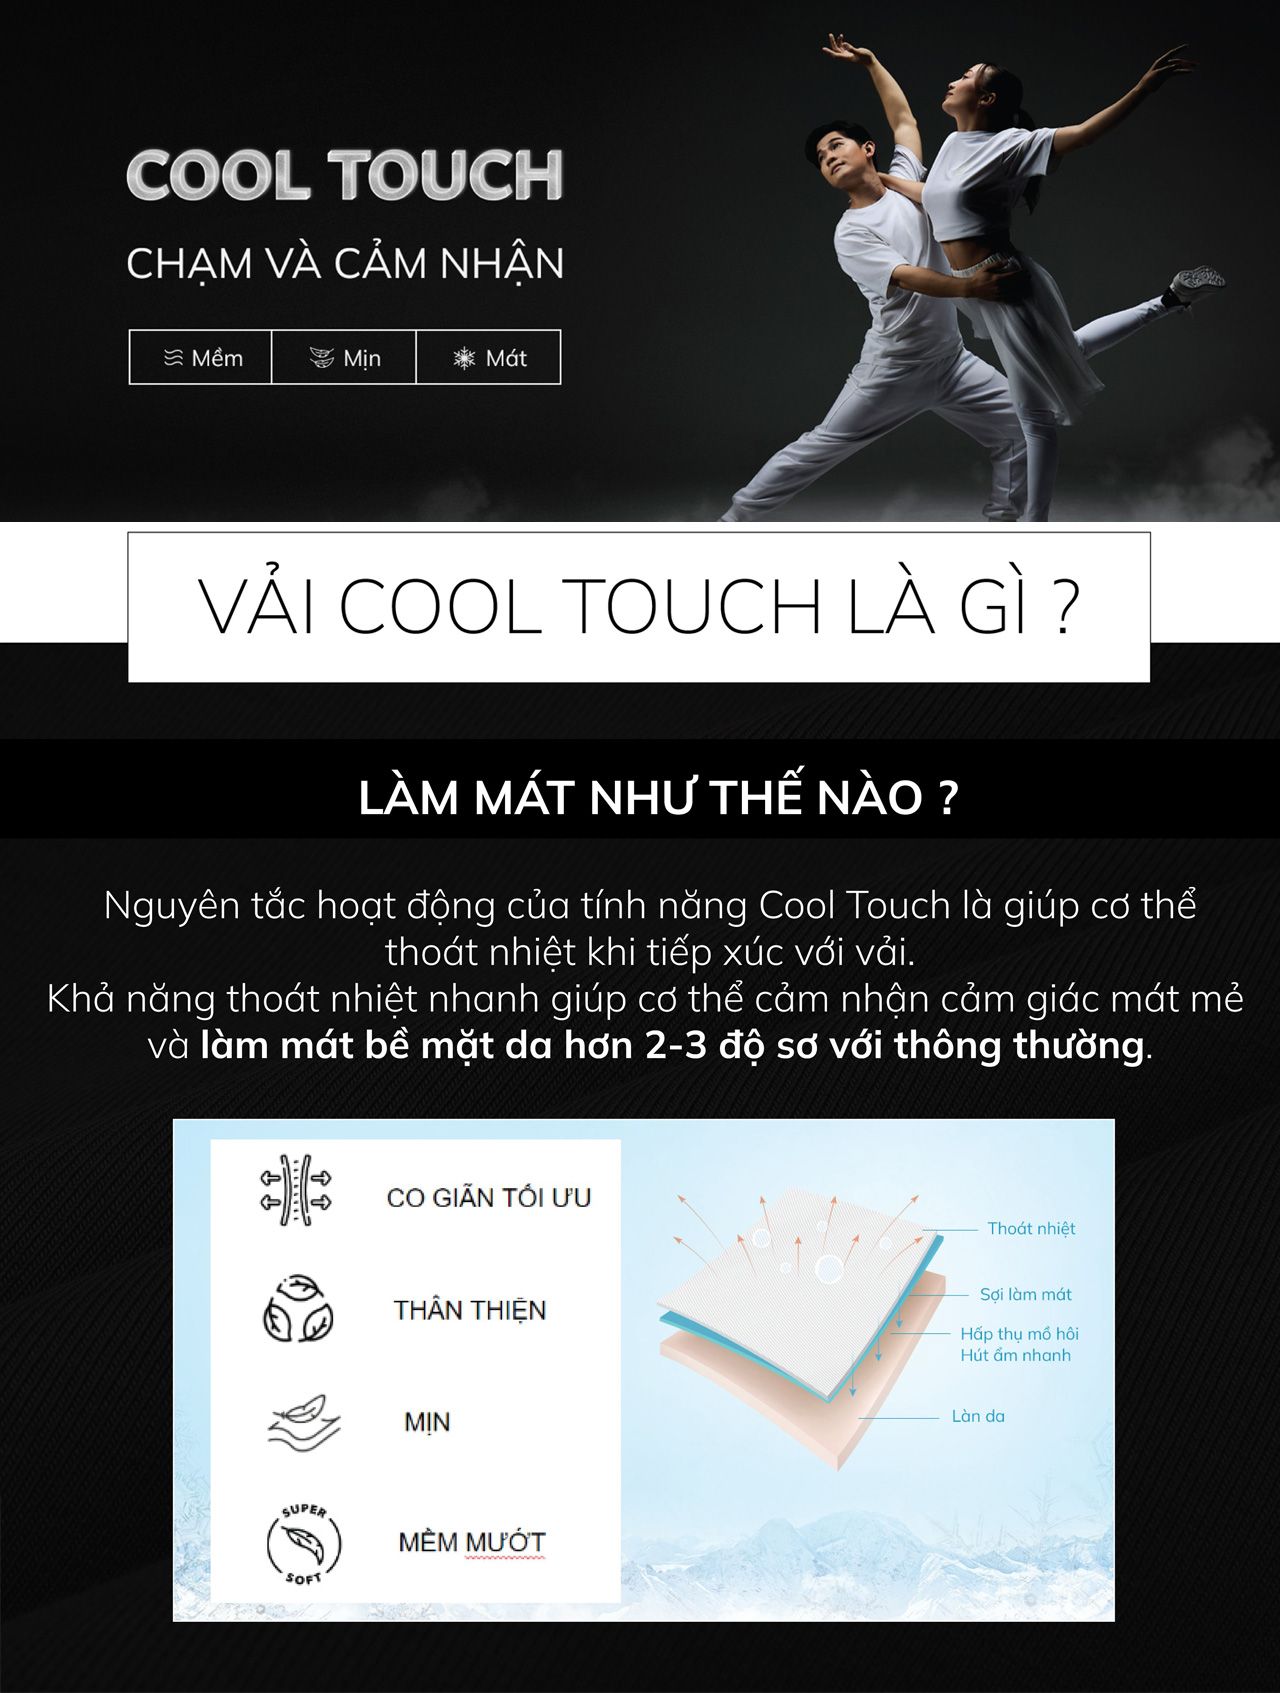 COOL TOUCH
CHẠM VÀ CẢM NHẬN
Mềm
Mịn
Mát
VẢI COOL TOUCH LÀ GÌ ?
LÀM MÁT NHƯ THẾ NÀO ?
Nguyên tắc hoạt động của tính năng Cool Touch là giúp cơ thể
thoát nhiệt khi tiếp xúc với vải.
Khả năng thoát nhiệt nhanh giúp cơ thể cảm nhận cảm giác mát mẻ
và làm mát bề mặt da hơn 2-3 độ sơ với thông thường.
CO GIÃN TỐI ƯU
THÂN THIỆN
MỊN
SUPER
SOFT
MỀM MƯỚT
Thoát nhiệt
Sợi làm mát
Hấp thụ mồ hôi
Hút ẩm nhanh
Làn da